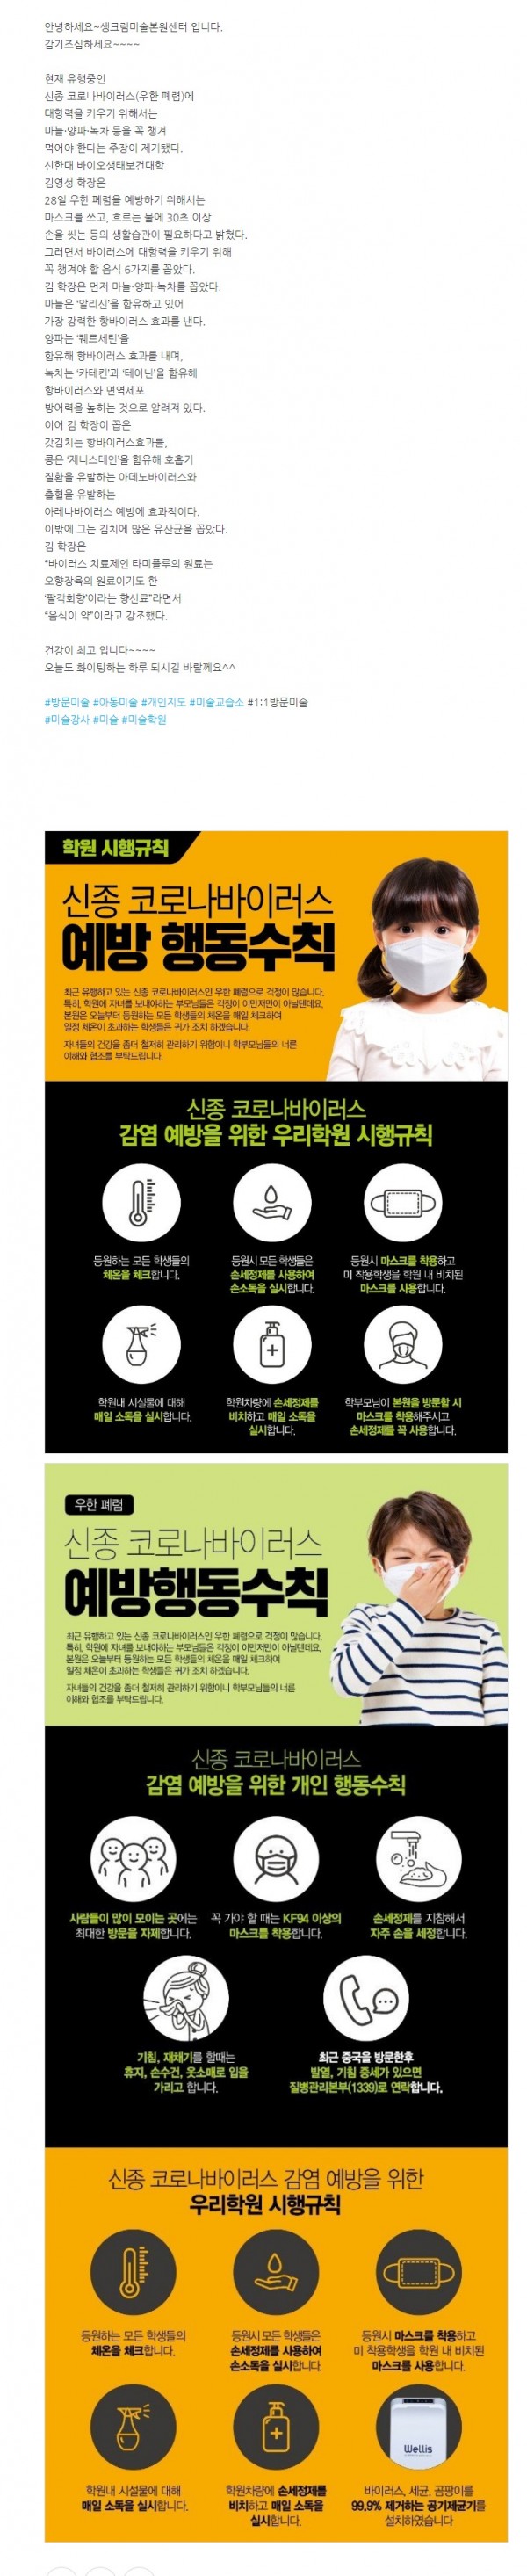 안녕하세요~생크림미술본원센터 입니다.
감기조심하세요~~~~
현재 유행중인
신종 코로나바이러스(우한 폐렴)에
대항력을 키우기 위해서는
마늘·양파·녹차 등을 꼭 챙겨
먹어야 한다는 주장이 제기됐다.
신한대 바이오생태보건대학
김영성 학장은
28일 우한 폐렴을 예방하기 위해서는
마스크를 쓰고, 흐르는 물에 30초 이상
손을 씻는 등의 생활습관이 필요하다고 밝혔다.
그러면서 바이러스에 대항력을 키우기 위해
꼭 챙겨야 할 음식 6가지를 꼽았다.
김 학장은 먼저 마늘·양파·녹차를 꼽았다.
마늘은 '알리신'을 함유하고 있어
가장 강력한 항바이러스 효과를 낸다.
양파는 '퀘르세틴'을
함유해 항바이러스 효과를 내며,
녹차는 '카테킨'과 '테아닌'을 함유해
항바이러스와 면역세포
방어력을 높히는 것으로 알려져 있다.
이어 김 학장이 꼽은
갓김치는 항바이러스효과를,
콩은 '제니스테인'을 함유해 호흡기
질환을 유발하는 아데노바이러스와
출혈을 유발하는
아레나바이러스 예방에 효과적이다.
이밖에 그는 김치에 많은 유산균을 꼽았다.
김 학장은
"바이러스 치료제인 타미플루의 원료는
오향장육의 원료이기도 한
'팔각회향'이라는 향신료"라면서
"음식이 약"이라고 강조했다.
건강이 최고 입니다~~~~
오늘도 화이팅하는 하루 되시길 바랄께요^^
#방문미술 #아동미술 #개인지도 #미술교습소 #1:1방문미술
#미술강사 #미술 #미술학원
학원 시행규칙
신종 코로나바이러스
예방 행동수칙
최근 유행하고 있는 신종 코로나바이러스인 우한 폐렴으로 걱정이 많습니다.
특히, 학원에 자녀를 보내야하는 부모님들은 걱정이 이만저만이 아닐텐데요,
본원은 오늘부터 등원하는 모든 학생들의 체온을 매일 체크하여
일정 체온이 초과하는 학생들은 귀가 조치 하겠습니다.
자녀들의 건강을 좀더 철저히 관리하기 위함이니 학부모님들의 너른
이해와 협조를 부탁드립니다.
신종 코로나바이러스
감염 예방을 위한 우리학원 시행규칙
등원하는 모든 학생들의
체온을 체크합니다.
등원시 모든 학생들은
손세정제를 사용하여
손소독을 실시합니다.
등원시 마스크를 착용하고
미 착용학생을 학원 내 비치된
마스크를 사용합니다.
학원내 시설물에 대해
매일 소독을 실시합니다.
학원차량에 손세정제를
비치하고 매일 소독을
실시합니다.
학부모님이 본원을 방문할 시
마스크를 착용해주시고
손세정제를 꼭 사용합니다.
우한 폐렴
신종 코로나바이러스
예방행동수칙
최근 유행하고 있는 신종 코로나바이러스인 우한 폐렴으로 걱정이 많습니다.
특히, 학원에 자녀를 보내야하는 부모님들은 걱정이 이만저만이 아닐텐데요,
본원은 오늘부터 등원하는 모든 학생들의 체온을 매일 체크하여
일정 체온이 초과하는 학생들은 귀가 조치 하겠습니다.
자녀들의 건강을 좀더 철저히 관리하기 위함이니 학부모님들의 너른
이해와 협조를 부탁드립니다.
신종 코로나바이러스
감염 예방을 위한 개인 행동수칙
사람들이 많이 모이는 곳에는
최대한 방문을 자제합니다.
꼭 가야 할 때는 KF94 이상의
마스크를 착용합니다.
손세정제를 지참해서
자주 손을 세정합니다.
기침, 재채기를 할때는
휴지, 손수건, 옷소매로 입을
가리고 합니다.
최근 중국을 방문한후
발열, 기침 증세가 있으면
질병관리본부(1339)로 연락합니다.
신종 코로나바이러스 감염 예방을 위한
우리학원 시행규칙
등원하는 모든 학생들의
체온을 체크합니다.
등원시 모든 학생들은
손세정제를 사용하여
손소독을 실시합니다.
등원시 마스크를 착용하고
미 착용학생을 학원 내 비치된
마스크를 사용합니다.
Wellis
학원내 시설물에 대해
매일 소독을 실시합니다.
학원차량에 손세정제를
비치하고 매일 소독을
실시합니다.
바이러스, 세균, 곰팡이를
99.9% 제거하는 공기제균기를
설치하였습니다